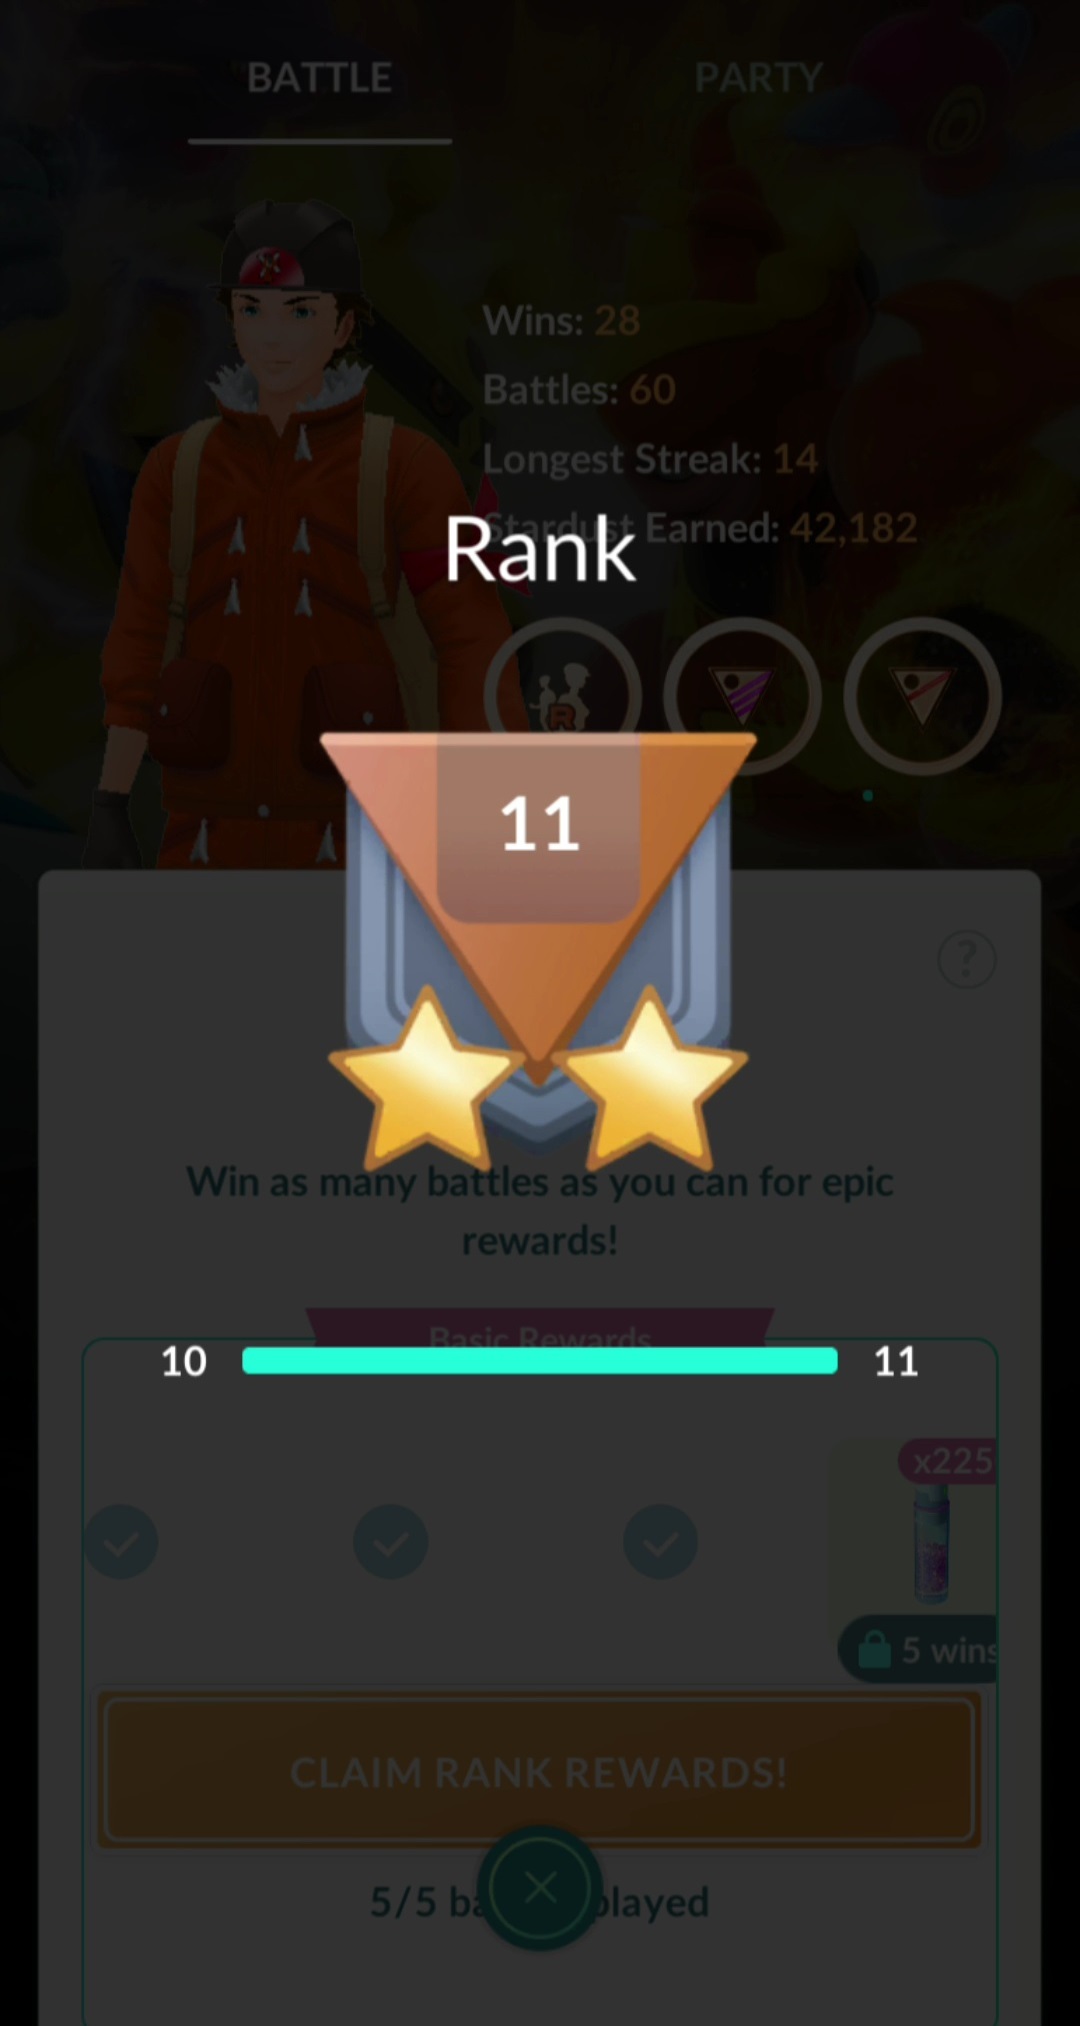 BATTLE
PARTY
Wins: 28
Battles: 60
Longest Streak: 14
Stardust Earned: 42,182
Rank
R
11
?
Win as many battles as you can for epic
rewards!
Basic Rewards
10
11
x225
5 wins
CLAIM RANK REWARDS!
5/5 ba
played